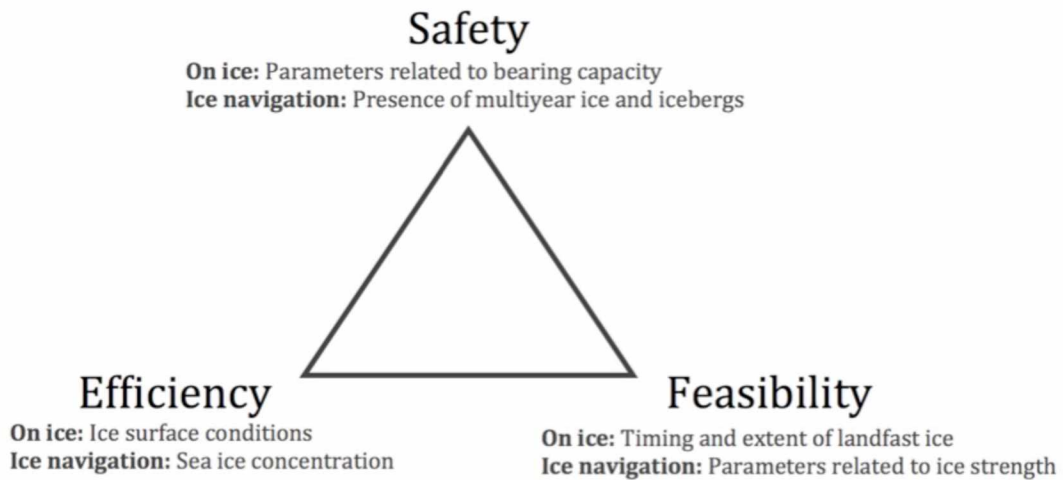 Safety
On ice: Parameters related to bearing capacity
Ice navigation: Presence of multiyear ice and icebergs
Efficiency
On ice: Ice surface conditions
Ice navigation: Sea ice concentration
Feasibility
On ice: Timing and extent of landfast ice
Ice navigation: Parameters related to ice strength